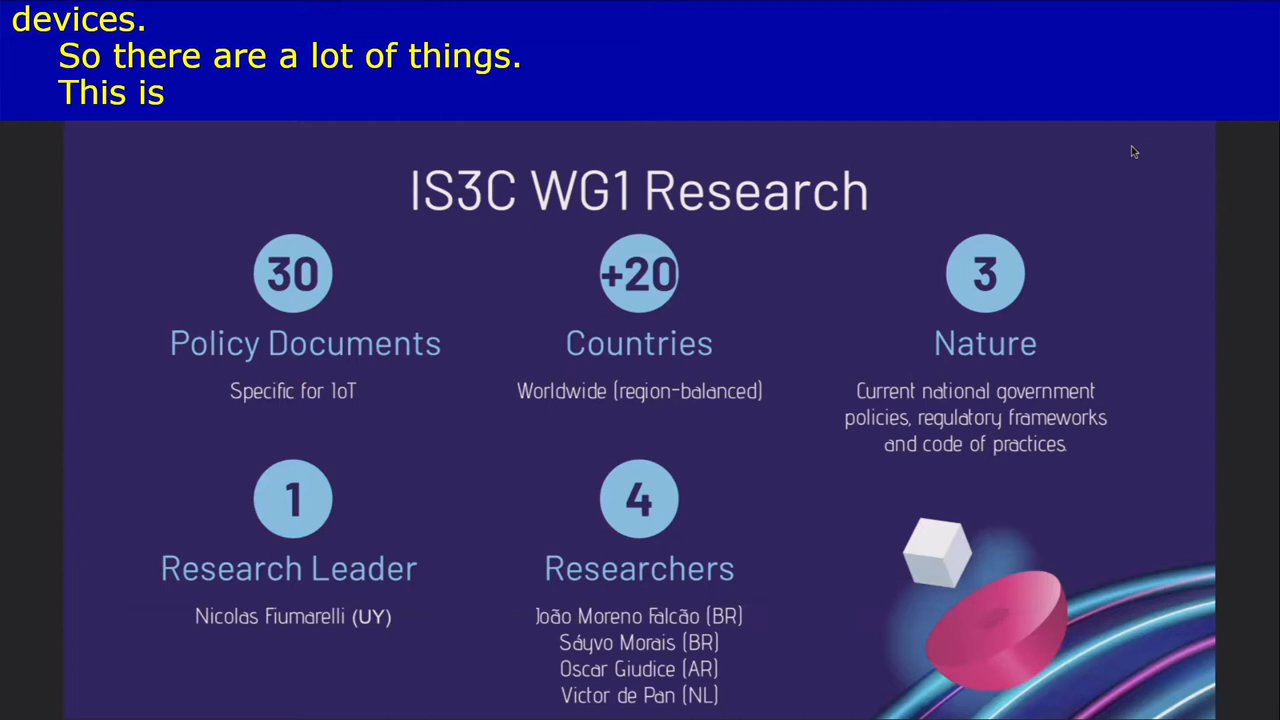 devices.
So there are a lot of things.
This is
IS3C WG1 Research
30
Policy Documents
Specific for IoT
+20
Countries
Worldwide (region-balanced)
3
Nature
Current national government
policies, regulatory frameworks
and code of practices.
1
Research Leader
Nicolas Fiumarelli (UY)
4
Researchers
João Moreno Falcão (BR)
Sáyvo Morais (BR)
Oscar Giudice (AR)
Victor de Pan (NL)